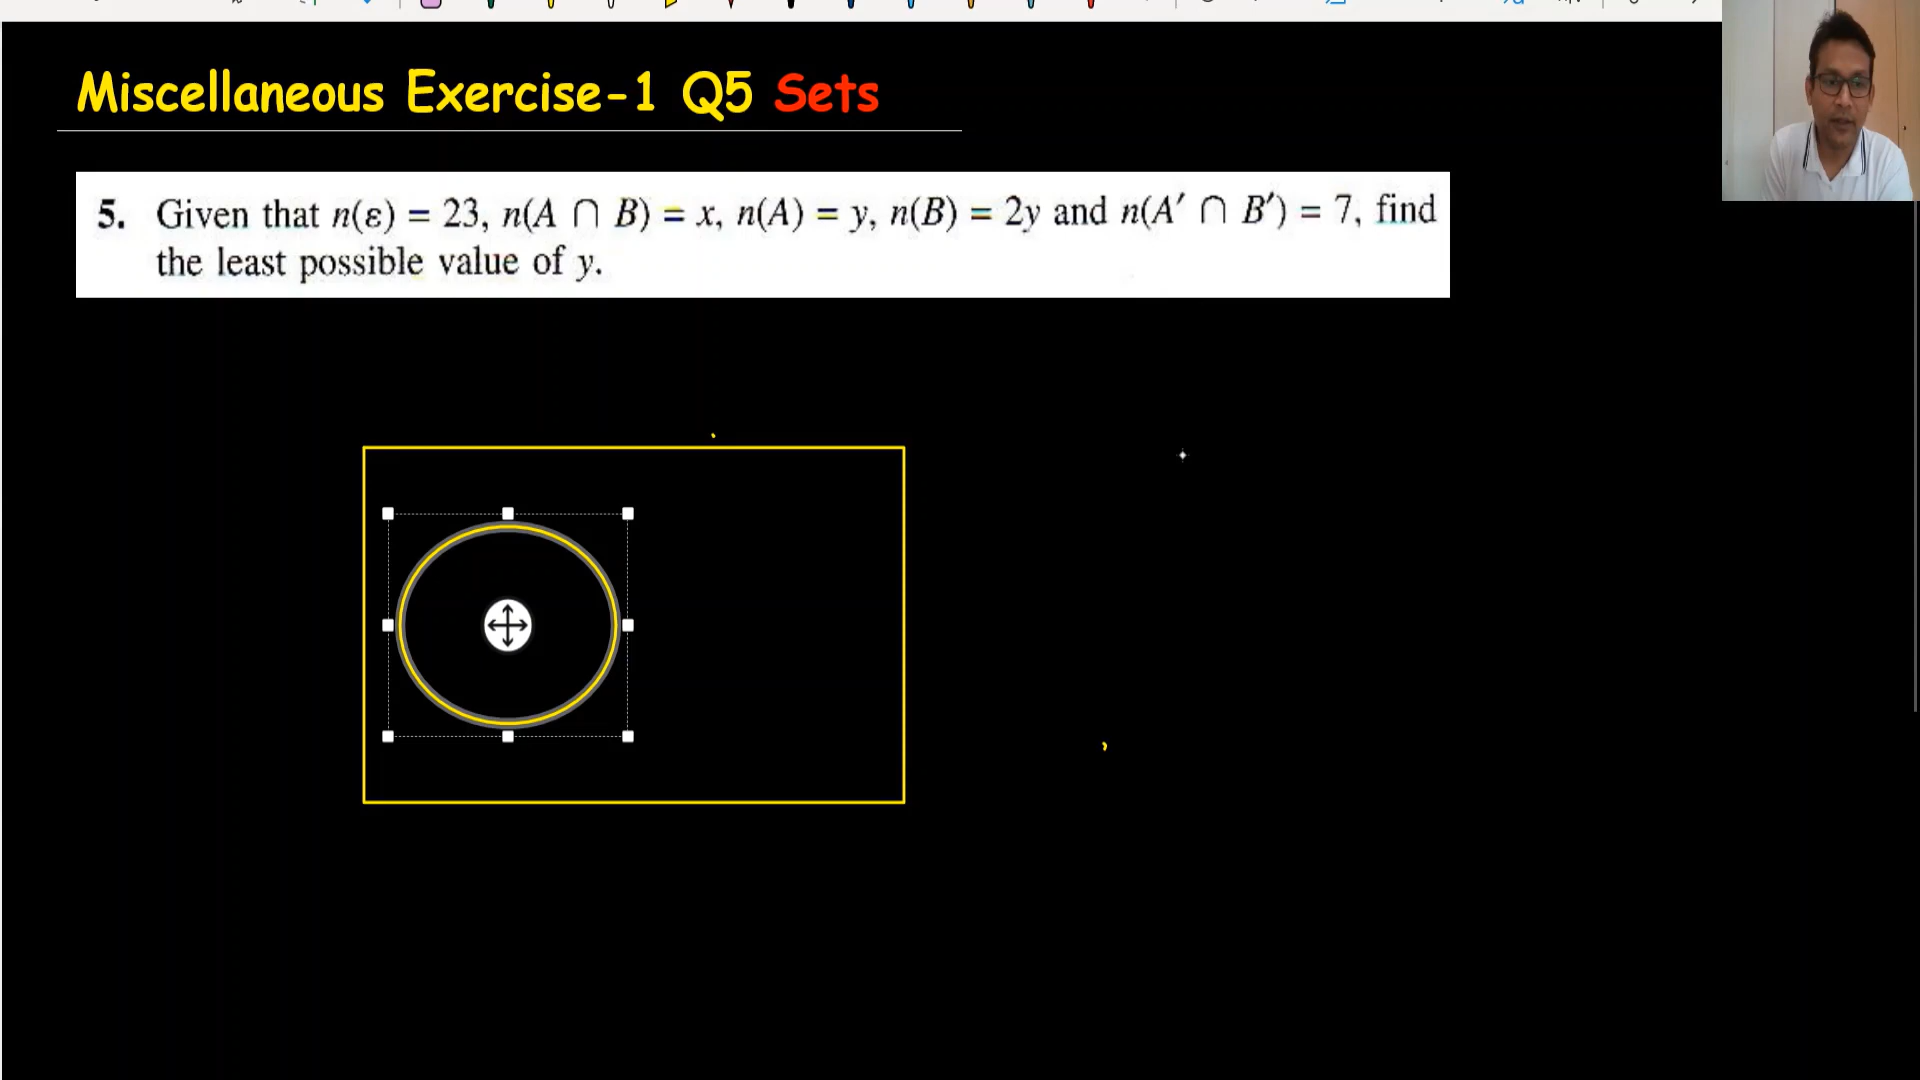 Miscellaneous Exercise-1 Q5 Sets
5. Given that n(ε) = 23, n(A ∩ B) = x, n(A) = y, n(B) = 2y and n(A′ ∩ B′) = 7, find
the least possible value of y.